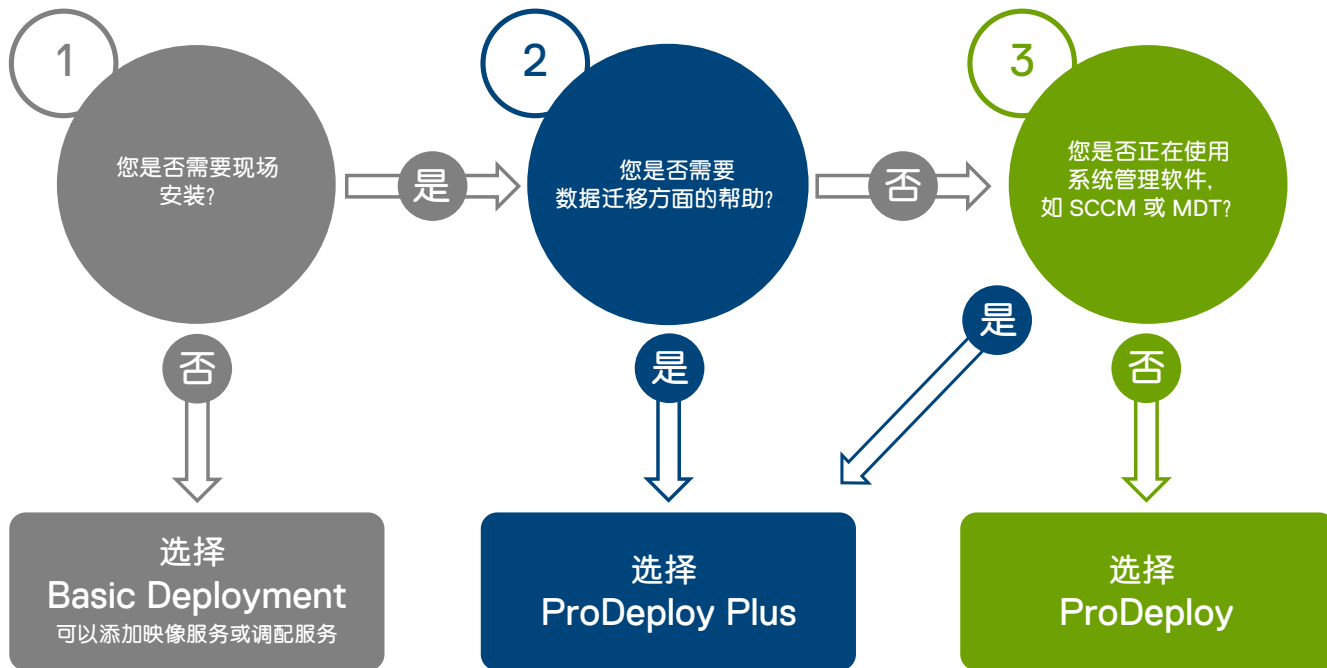 1
您是否需要现场
安装?
是
2
您是否需要
数据迁移方面的帮助?
否
3
您是否正在使用
系统管理软件,
如 SCCM 或 MDT?
否
是
是
否
选择
Basic Deployment
可以添加映像服务或调配服务
选择
ProDeploy Plus
选择
ProDeploy